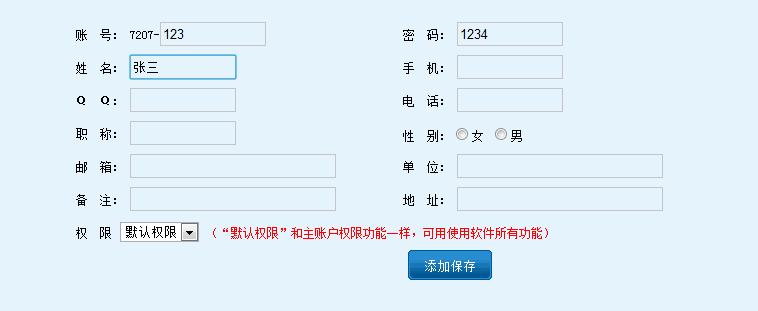 账 号： 7207-123 密 码： 1234
姓 名： 张三 手 机：
Q Q： 电 话：
职 称： 性 别： 女 男
邮 箱： 单 位：
备 注： 地 址：
权 限 默认权限 （“默认权限”和主账户权限功能一样，可用使用软件所有功能）
添加保存